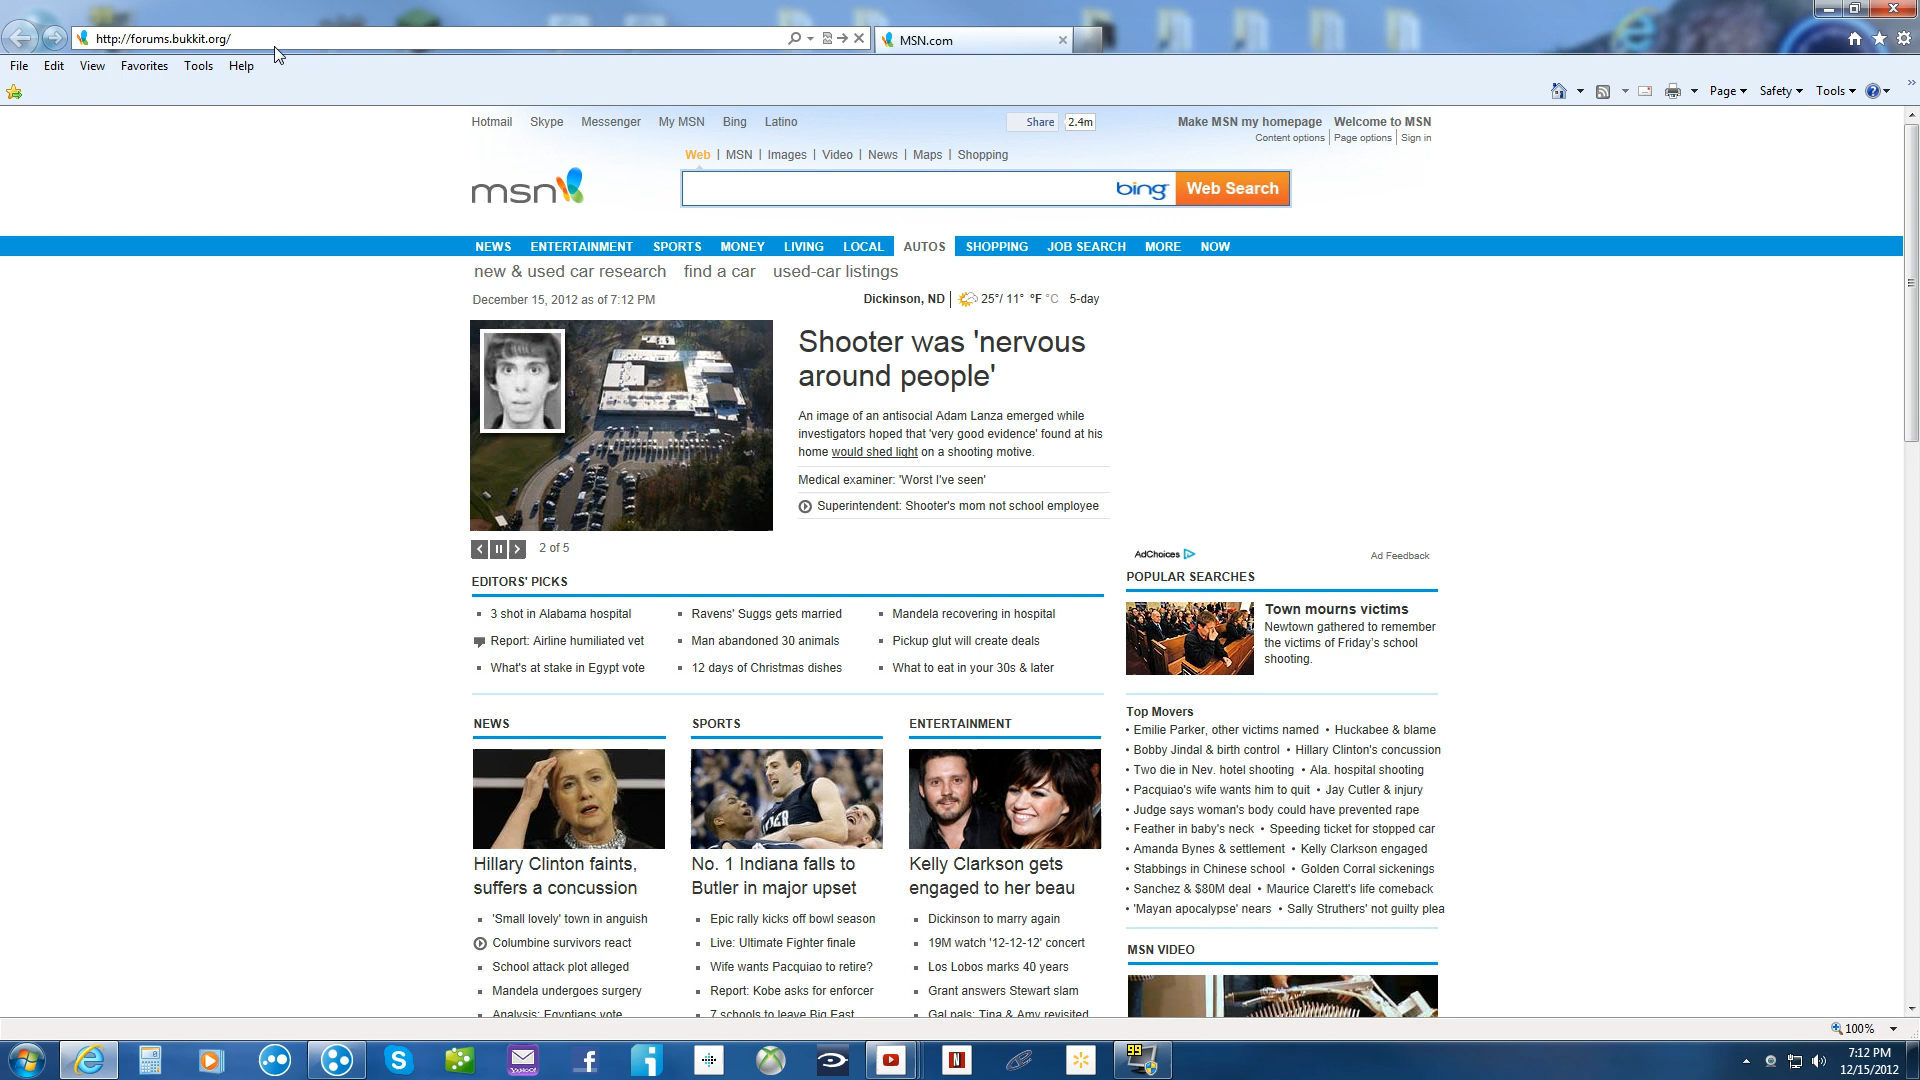 http://forums.bukkit.org/
MSN.com
File Edit View Favorites Tools Help
Page Safety Tools
Hotmail Skype Messenger My MSN Bing Latino
Share 2.4m
Make MSN my homepage Welcome to MSN
Content options | Page options | Sign in
Web | MSN | Images | Video | News | Maps | Shopping
msn
bing Web Search
NEWS ENTERTAINMENT SPORTS MONEY LIVING LOCAL AUTOS SHOPPING JOB SEARCH MORE NOW
new & used car research find a car used-car listings
December 15, 2012 as of 7:12 PM
Dickinson, ND | 25°/ 11° °F °C 5-day
Shooter was 'nervous
around people'
An image of an antisocial Adam Lanza emerged while
investigators hoped that 'very good evidence' found at his
home would shed light on a shooting motive.
Medical examiner: 'Worst I've seen'
Superintendent: Shooter's mom not school employee
2 of 5
AdChoices
Ad Feedback
EDITORS' PICKS
3 shot in Alabama hospital
Report: Airline humiliated vet
What's at stake in Egypt vote
Ravens' Suggs gets married
Man abandoned 30 animals
12 days of Christmas dishes
Mandela recovering in hospital
Pickup glut will create deals
What to eat in your 30s & later
POPULAR SEARCHES
Town mourns victims
Newtown gathered to remember
the victims of Friday's school
shooting.
Top Movers
• Emilie Parker, other victims named • Huckabee & blame
• Bobby Jindal & birth control • Hillary Clinton's concussion
• Two die in Nev. hotel shooting • Ala. hospital shooting
• Pacquiao's wife wants him to quit • Jay Cutler & injury
• Judge says woman's body could have prevented rape
• Feather in baby's neck • Speeding ticket for stopped car
• Amanda Bynes & settlement • Kelly Clarkson engaged
• Stabbings in Chinese school • Golden Corral sickenings
• Sanchez & $80M deal • Maurice Clarett's life comeback
• 'Mayan apocalypse' nears • Sally Struthers' not guilty plea
MSN VIDEO
NEWS
Hillary Clinton faints,
suffers a concussion
'Small lovely' town in anguish
Columbine survivors react
School attack plot alleged
Mandela undergoes surgery
Analysis: Egyptians vote
SPORTS
No. 1 Indiana falls to
Butler in major upset
Epic rally kicks off bowl season
Live: Ultimate Fighter finale
Wife wants Pacquiao to retire?
Report: Kobe asks for enforcer
7 schools to leave Big East
ENTERTAINMENT
Kelly Clarkson gets
engaged to her beau
Dickinson to marry again
19M watch '12-12-12' concert
Los Lobos marks 40 years
Grant answers Stewart slam
Gal pals: Tina & Amy revisited
100%
YAHOO!
99
7:12 PM
12/15/2012